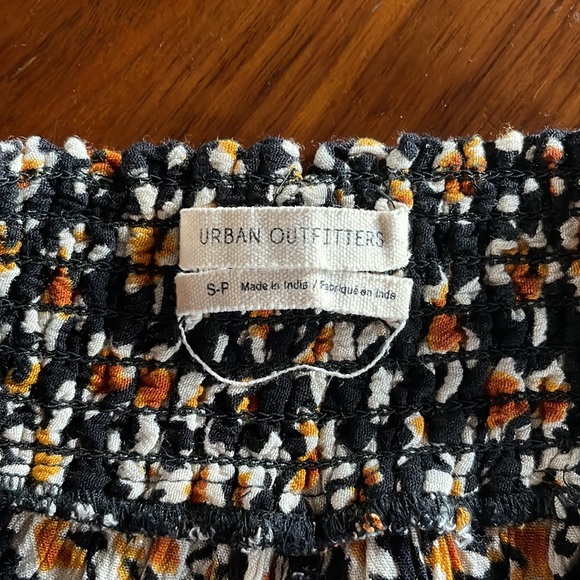 URBAN OUTFITTERS
S-P Made in India / Fabriqué en Inde